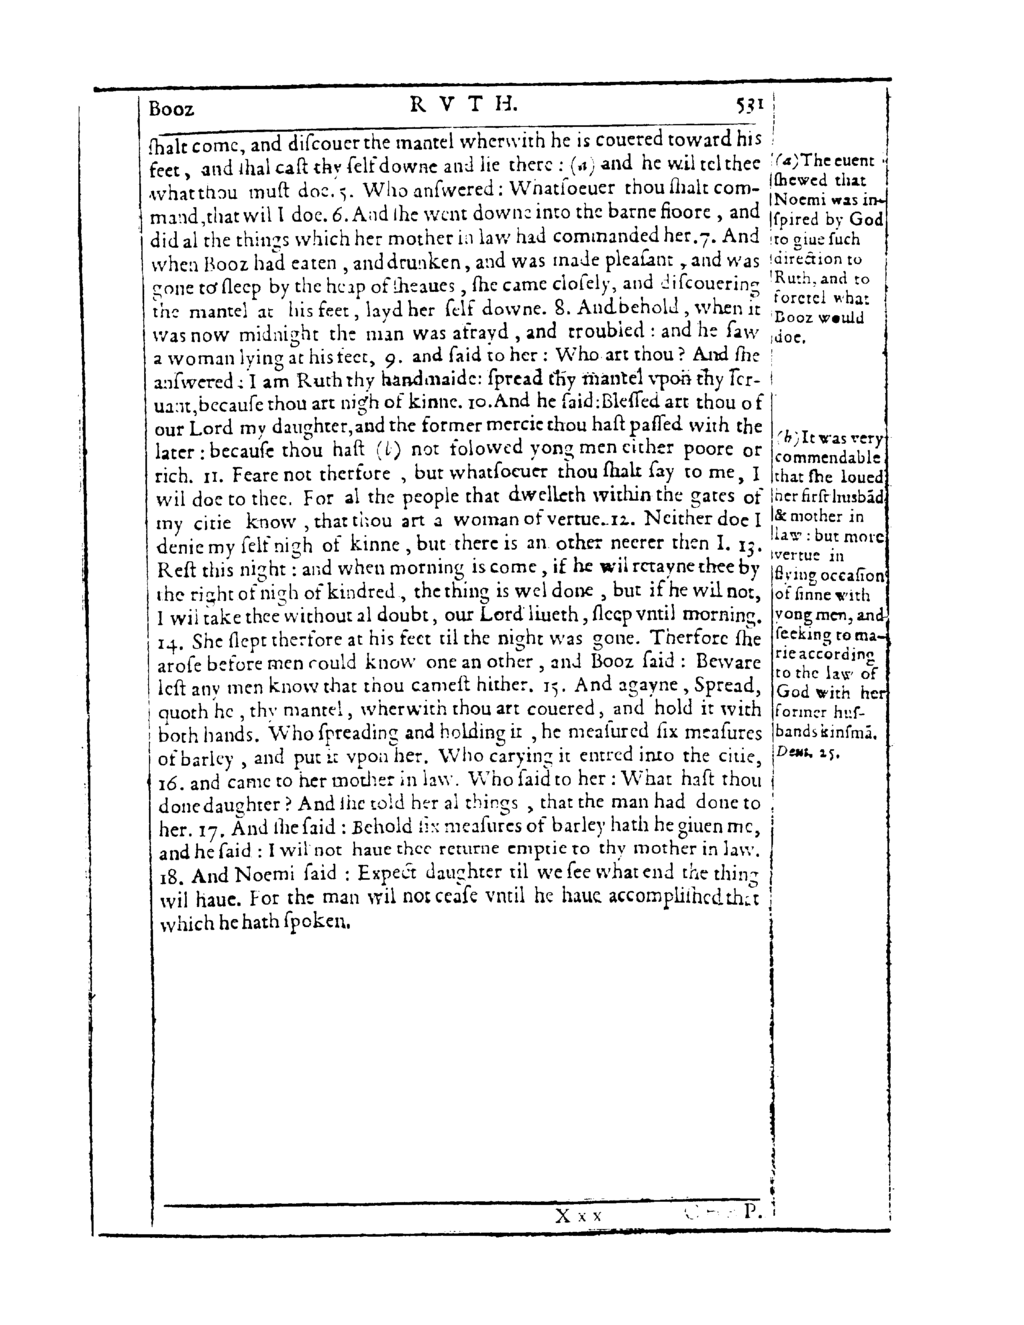 Booz R V T H. 531
ſhalt come, and diſcouer the mantel wherwith he is couered toward his
feet, and ſhal caſt thy ſelf downe and lie there : (a) and he wil tel thee
what thou muſt doe. 5. Who anſwered : Whatſoeuer thou ſhalt com-
mand, that wil I doe. 6. And ſhe went downe into the barne floore, and
did al the things which her mother in law had commanded her. 7. And
when Booz had eaten, and drunken, and was made pleaſant, and was
gone to ſleep by the heap of ſheaues, ſhe came cloſely, and diſcouering
the mantel at his feet, layd her ſelf downe. 8. And behold, when it
was now midnight the man was afrayd, and troubled : and he ſaw
a woman lying at his feet, 9. and ſaid to her : Who art thou? And ſhe
anſwered : I am Ruth thy handmaide: ſpread thy mantel vpon thy ſer-
uant, becauſe thou art nigh of kinne. 10. And he ſaid: Bleſſed art thou of
our Lord my daughter, and the former mercie thou haſt paſſed with the
later : becauſe thou haſt (b) not folowed yong men either poore or
rich. 11. Feare not therfore, but whatſoeuer thou ſhalt ſay to me, I
wil doe to thee. For al the people that dwelleth within the gates of
my citie know, that thou art a woman of vertue. 12. Neither doe I
denie my ſelf nigh of kinne, but there is an other neerer then I. 13.
Reſt this night : and when morning is come, if he wil retayne thee by
the right of nigh of kindred, the thing is wel done, but if he wil not,
I wil take thee without al doubt, our Lord liueth, ſleep vntil morning.
14. She ſlept therfore at his feet til the night was gone. Therfore ſhe
aroſe before men could know one an other, and Booz ſaid : Beware
leſt any men know that thou cameſt hither. 15. And agayne, Spread,
quoth he, thy mantel, wherwith thou art couered, and hold it with
both hands. Who ſpreading and holding it, he meaſured ſix meaſures
of barley, and put it vpon her. Who carying it entred into the citie,
16. and came to her mother in law. Who ſaid to her : What haſt thou
done daughter? And ſhe told her al things, that the man had done to
her. 17. And ſhe ſaid : Behold ſix meaſures of barley hath he giuen me,
and he ſaid : I wil not haue thee returne emptie to thy mother in law.
18. And Noemi ſaid : Expect daughter til we ſee what end the thing
wil haue. For the man wil not ceaſe vntil he haue accompliſhed that
which he hath ſpoken.
(a) The euent
ſhewed that
Noemi was in-
ſpired by God
to giue ſuch
direction to
Ruth, and to
foretel what
Booz would
doe.
(b) It was very
commendable
that ſhe loued
her firſt husbãd
& mother in
law : but more
vertue in
flying occaſion
of ſinne with
yong men, and
ſeeking to ma-
rie according
to the law of
God with her
former huſ-
bands kinſmã.
Deut. 25.
X x x P.